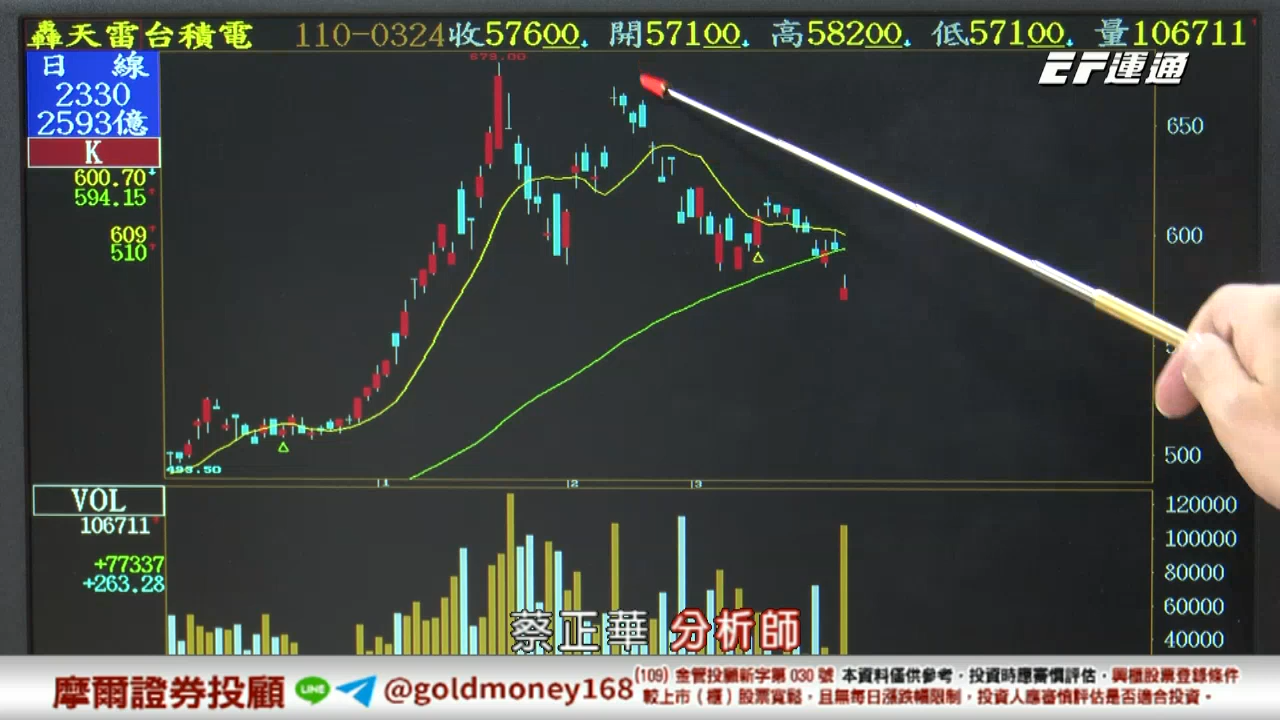 轟天雷台積電 110-0324收57600 開57100 高58200 低57100 量106711
EF運通
日 線
2330
2593億
K
600.70
594.15
609
510
673.00
650
600
500
493.50
1 2 3
VOL
106711
+77337
+263.28
120000
100000
80000
60000
40000
蔡正華 分析師
摩爾證券投顧 LINE @goldmoney168
(109) 金管投顧新字第 030 號 本資料僅供參考,投資時應審慎評估。興櫃股票登錄條件
較上市(櫃)股票寬鬆,且無每日漲跌幅限制,投資人應審慎評估是否適合投資。